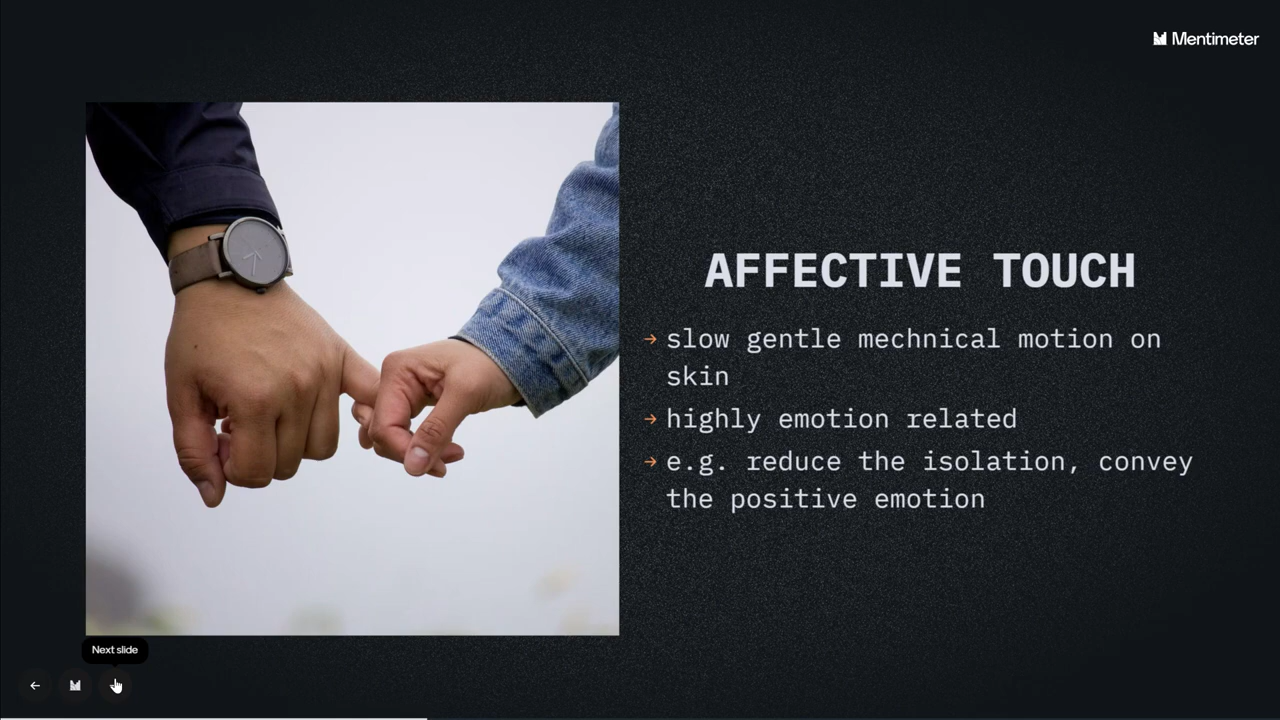 Mentimeter
AFFECTIVE TOUCH
→ slow gentle mechnical motion on
skin
→ highly emotion related
→ e.g. reduce the isolation, convey
the positive emotion
Next slide